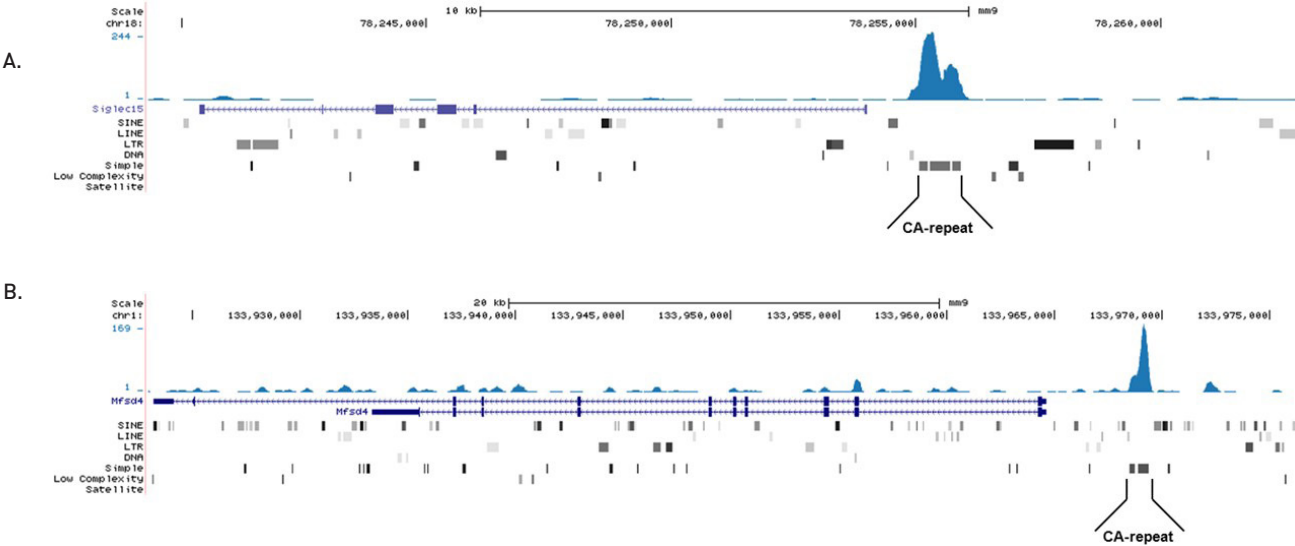 A.
Scale 10 kb mm9
chr18: 78,245,000 78,250,000 78,255,000 78,260,000
244
1
Siglec15
SINE
LINE
LTR
DNA
Simple
Low Complexity
Satellite
CA-repeat
B.
Scale 20 kb mm9
chr1: 133,930,000 133,935,000 133,940,000 133,945,000 133,950,000 133,955,000 133,960,000 133,965,000 133,970,000 133,975,000
169
1
Mfsd4
Mfsd4
SINE
LINE
LTR
DNA
Simple
Low Complexity
Satellite
CA-repeat